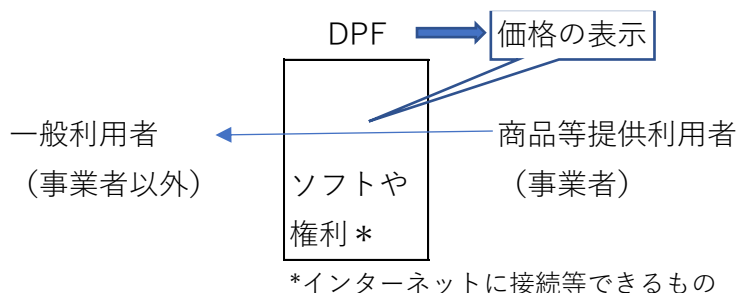 DPF
価格の表示
一般利用者
(事業者以外)
商品等提供利用者
(事業者)
ソフトや
権利＊
*インターネットに接続等できるもの